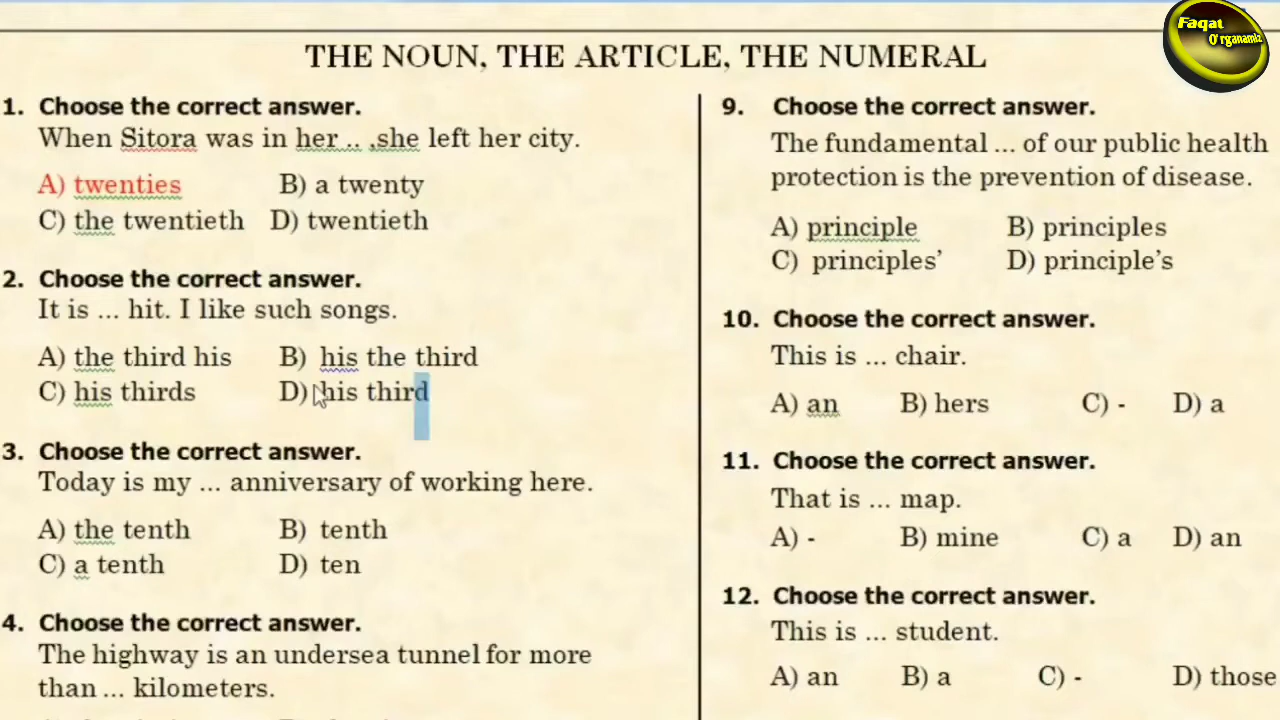 Faqat
O'rganamiz
THE NOUN, THE ARTICLE, THE NUMERAL
1. Choose the correct answer.
When Sitora was in her .. ,she left her city.
A) twenties B) a twenty
C) the twentieth D) twentieth
2. Choose the correct answer.
It is ... hit. I like such songs.
A) the third his B) his the third
C) his thirds D) his third
3. Choose the correct answer.
Today is my ... anniversary of working here.
A) the tenth B) tenth
C) a tenth D) ten
4. Choose the correct answer.
The highway is an undersea tunnel for more
than ... kilometers.
9. Choose the correct answer.
The fundamental ... of our public health
protection is the prevention of disease.
A) principle B) principles
C) principles’ D) principle’s
10. Choose the correct answer.
This is ... chair.
A) an B) hers C) - D) a
11. Choose the correct answer.
That is ... map.
A) - B) mine C) a D) an
12. Choose the correct answer.
This is ... student.
A) an B) a C) - D) those